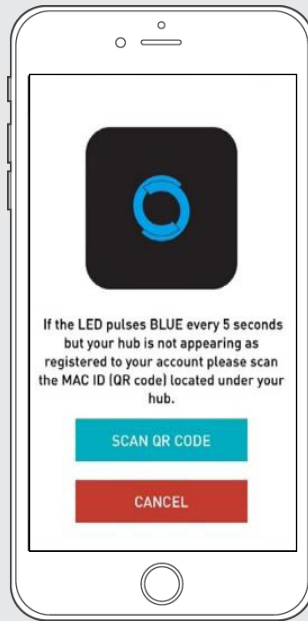 If the LED pulses BLUE every 5 seconds
but your hub is not appearing as
registered to your account please scan
the MAC ID (QR code) located under your
hub.
SCAN QR CODE
CANCEL